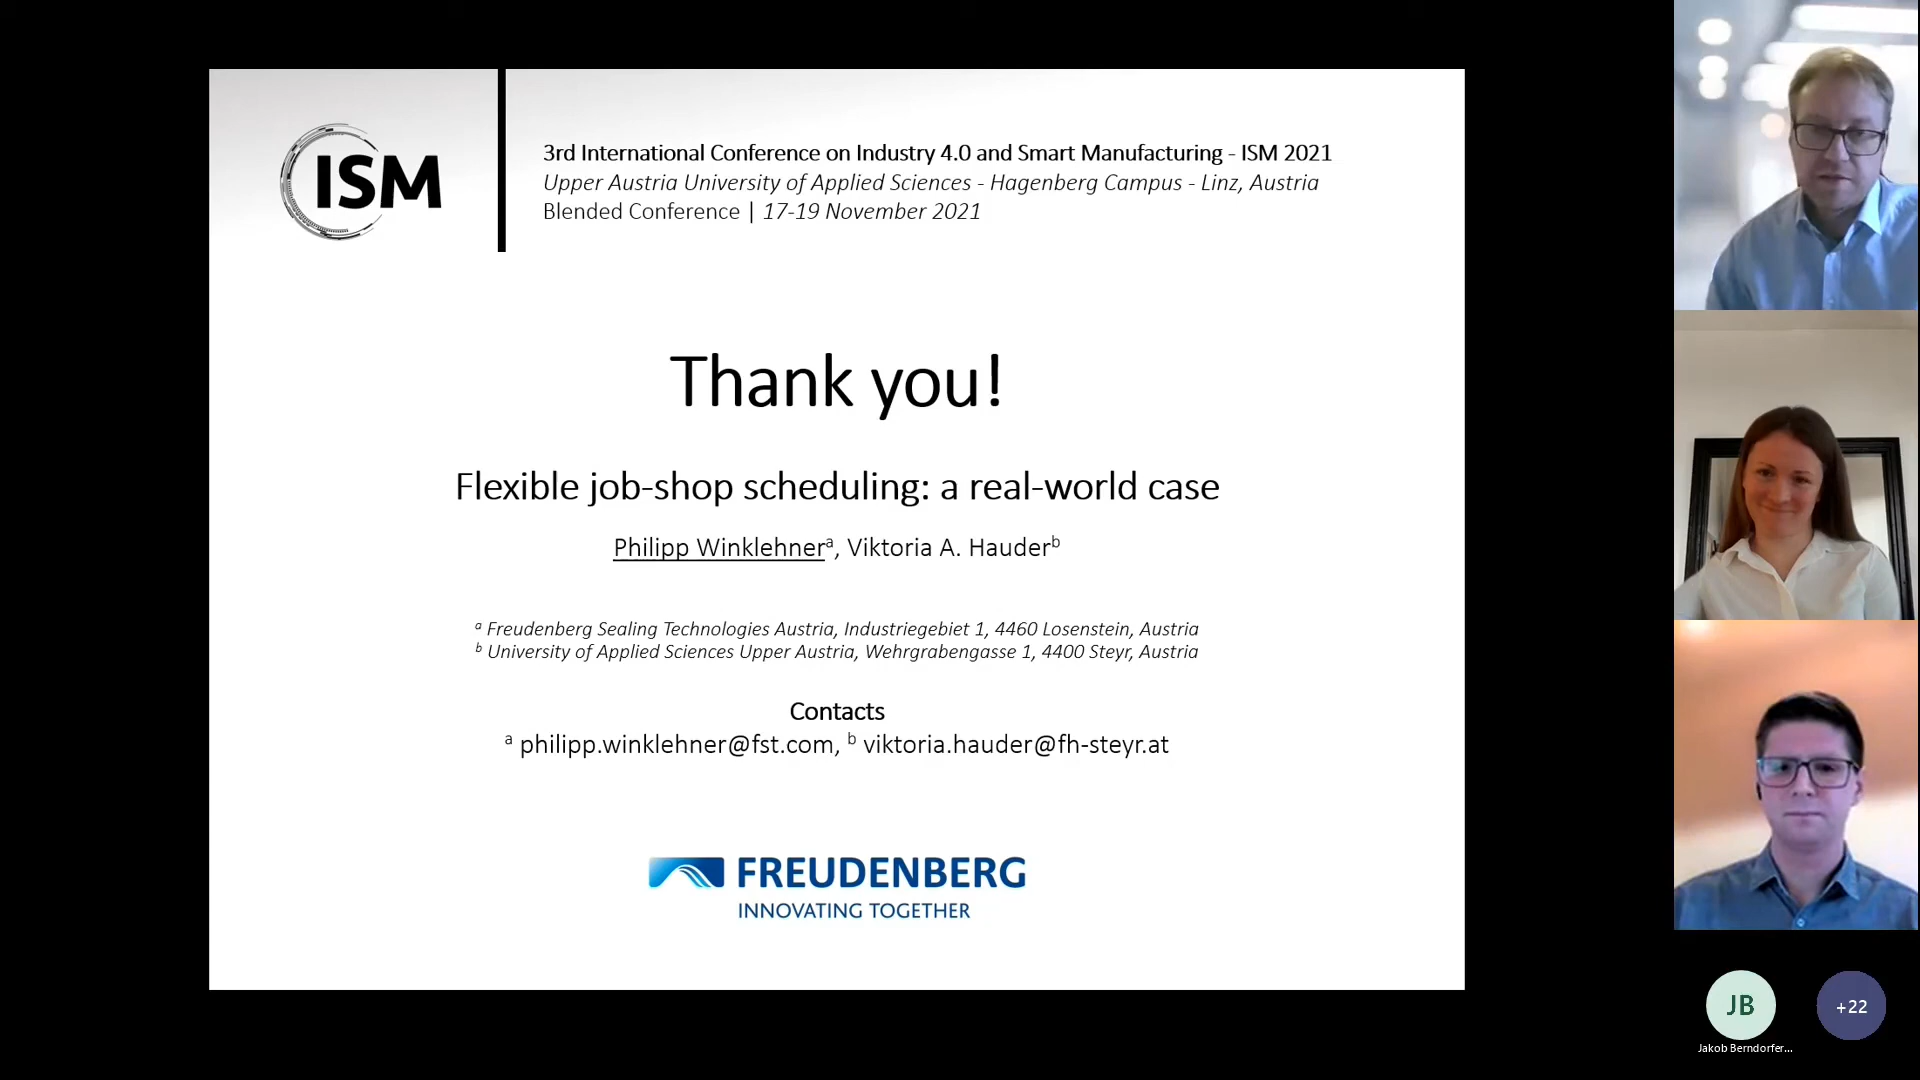 ISM
3rd International Conference on Industry 4.0 and Smart Manufacturing - ISM 2021
Upper Austria University of Applied Sciences - Hagenberg Campus - Linz, Austria
Blended Conference | 17-19 November 2021
Thank you!
Flexible job-shop scheduling: a real-world case
Philipp Winklehnerᵃ, Viktoria A. Hauderᵇ
ᵃ Freudenberg Sealing Technologies Austria, Industriegebiet 1, 4460 Losenstein, Austria
ᵇ University of Applied Sciences Upper Austria, Wehrgrabengasse 1, 4400 Steyr, Austria
Contacts
ᵃ philipp.winklehner@fst.com, ᵇ viktoria.hauder@fh-steyr.at
FREUDENBERG
INNOVATING TOGETHER
JB
+22
Jakob Berndorfer...